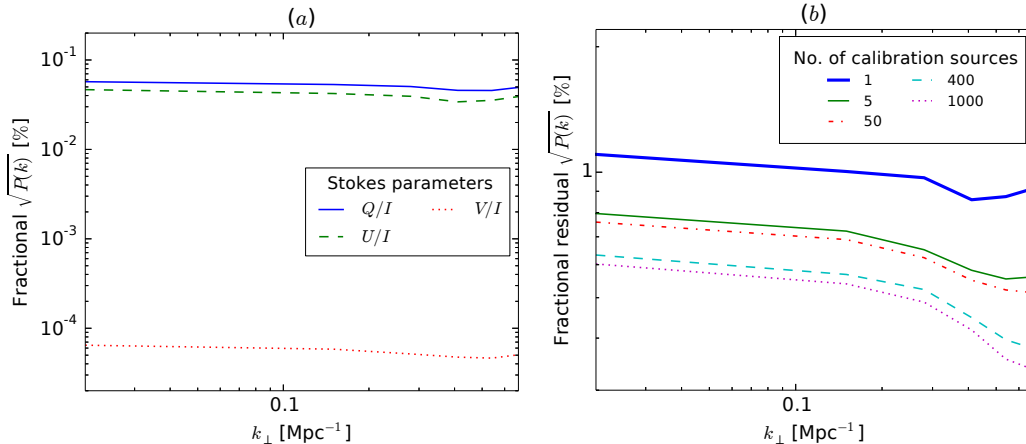 (a)
Fractional √P(k) [%]
10⁻¹
10⁻²
10⁻³
10⁻⁴
Stokes parameters
Q/I
V/I
U/I
0.1
k⊥ [Mpc⁻¹]
(b)
Fractional residual √P(k) [%]
1
No. of calibration sources
1
400
5
1000
50
0.1
k⊥ [Mpc⁻¹]